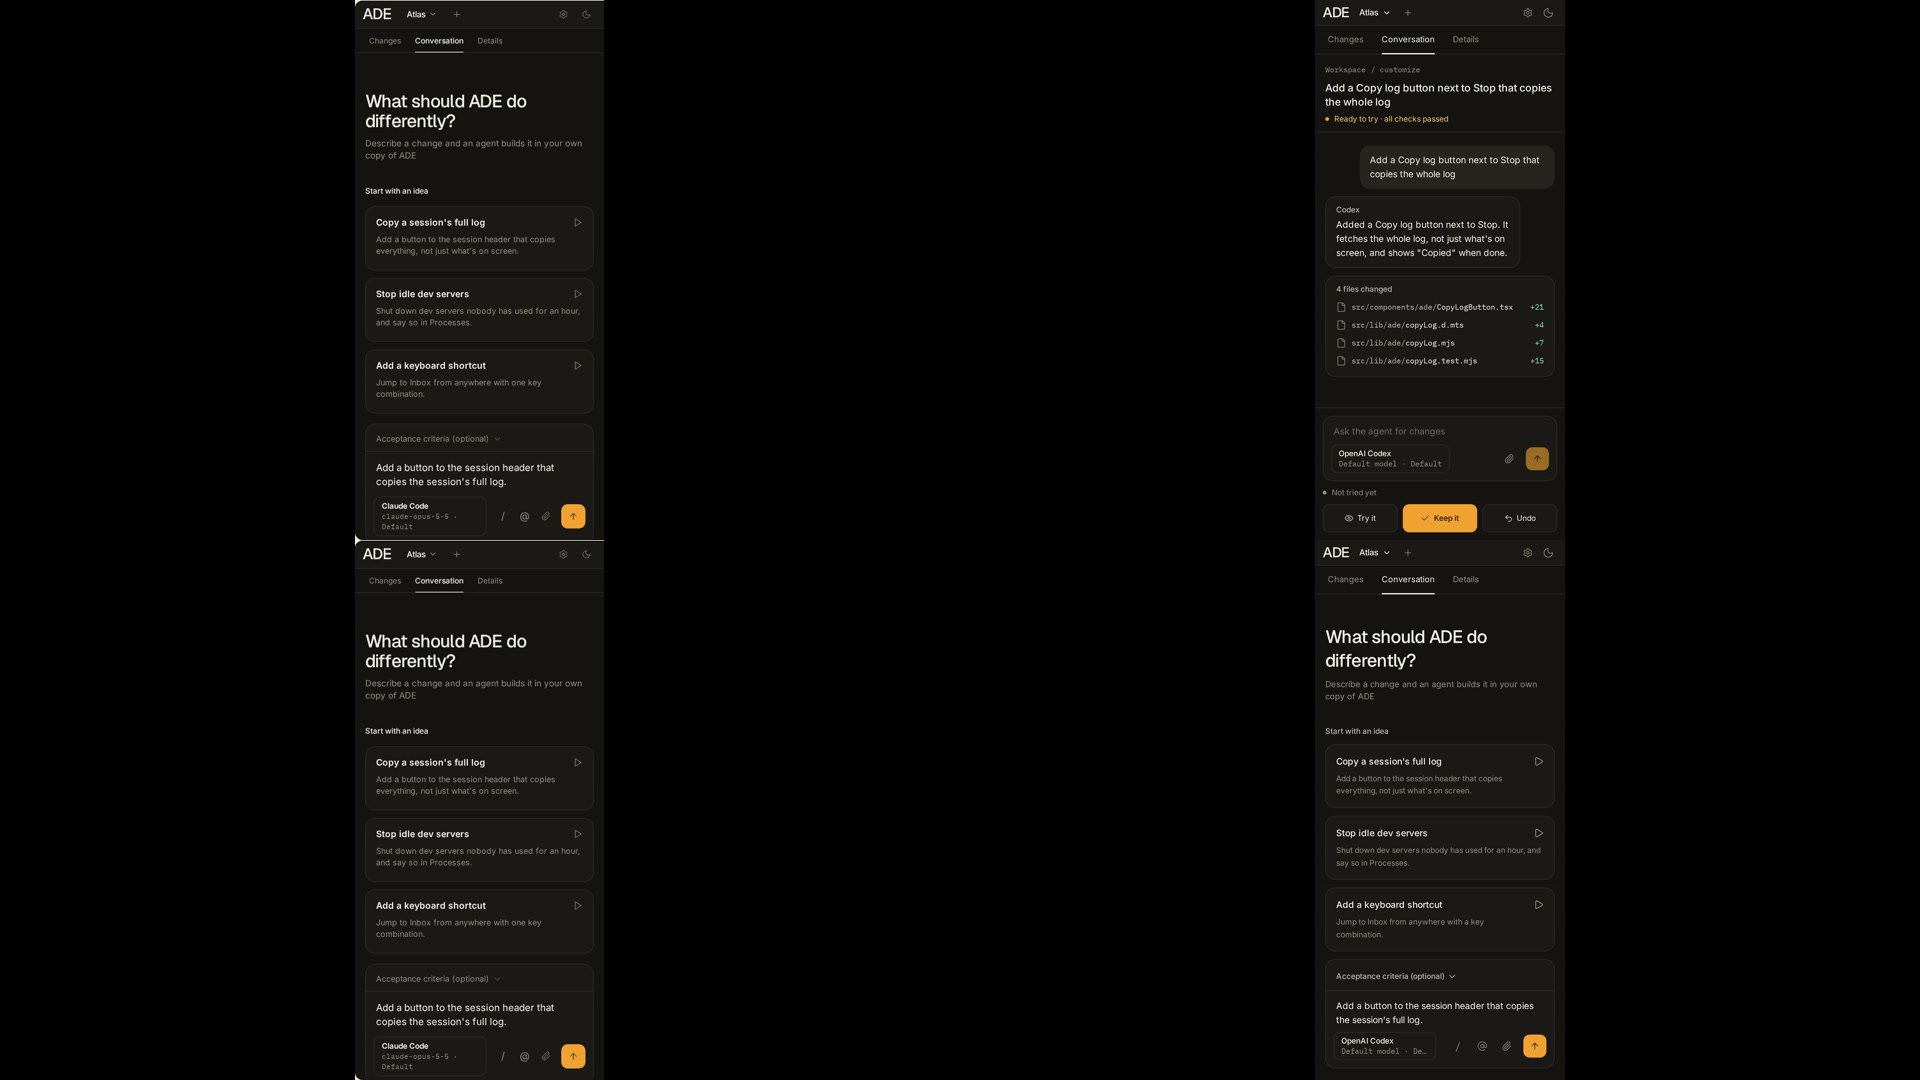 ADE Atlas
Changes Conversation Details
What should ADE do
differently?
Describe a change and an agent builds it in your own
copy of ADE
Start with an idea
Copy a session's full log
Add a button to the session header that copies
everything, not just what's on screen.
Stop idle dev servers
Shut down dev servers nobody has used for an hour,
and say so in Processes.
Add a keyboard shortcut
Jump to Inbox from anywhere with one key
combination.
Acceptance criteria (optional)
Add a button to the session header that
copies the session's full log.
Claude Code
claude-opus-5-5 ·
Default
/ @
ADE Atlas
Changes Conversation Details
Workspace / customize
Add a Copy log button next to Stop that copies
the whole log
Ready to try · all checks passed
Add a Copy log button next to Stop that
copies the whole log
Codex
Added a Copy log button next to Stop. It
fetches the whole log, not just what's on
screen, and shows "Copied" when done.
4 files changed
src/components/ade/CopyLogButton.tsx +21
src/lib/ade/copyLog.d.mts +4
src/lib/ade/copyLog.mjs +7
src/lib/ade/copyLog.test.mjs +15
Ask the agent for changes
OpenAI Codex
Default model · Default
Not tried yet
Try it Keep it Undo
ADE Atlas
Changes Conversation Details
What should ADE do
differently?
Describe a change and an agent builds it in your own
copy of ADE
Start with an idea
Copy a session's full log
Add a button to the session header that copies
everything, not just what's on screen.
Stop idle dev servers
Shut down dev servers nobody has used for an hour,
and say so in Processes.
Add a keyboard shortcut
Jump to Inbox from anywhere with one key
combination.
Acceptance criteria (optional)
Add a button to the session header that
copies the session's full log.
Claude Code
claude-opus-5-5 ·
Default
/ @
ADE Atlas
Changes Conversation Details
What should ADE do
differently?
Describe a change and an agent builds it in your own
copy of ADE
Start with an idea
Copy a session's full log
Add a button to the session header that copies
everything, not just what's on screen.
Stop idle dev servers
Shut down dev servers nobody has used for an hour, and
say so in Processes.
Add a keyboard shortcut
Jump to Inbox from anywhere with a key
combination.
Acceptance criteria (optional)
Add a button to the session header that copies
the session's full log.
OpenAI Codex
Default model · De…
/ @